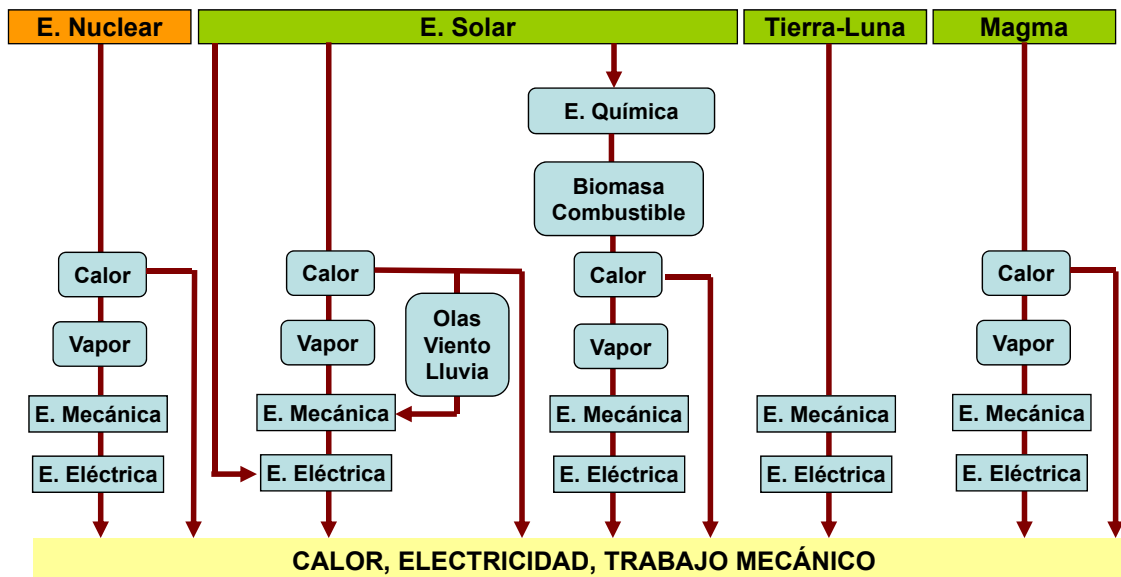 E. Nuclear
E. Solar
Tierra-Luna
Magma
E. Química
Biomasa
Combustible
Calor
Calor
Calor
Calor
Olas
Viento
Lluvia
Vapor
Vapor
Vapor
Vapor
E. Mecánica
E. Mecánica
E. Mecánica
E. Mecánica
E. Mecánica
E. Eléctrica
E. Eléctrica
E. Eléctrica
E. Eléctrica
E. Eléctrica
CALOR, ELECTRICIDAD, TRABAJO MECÁNICO